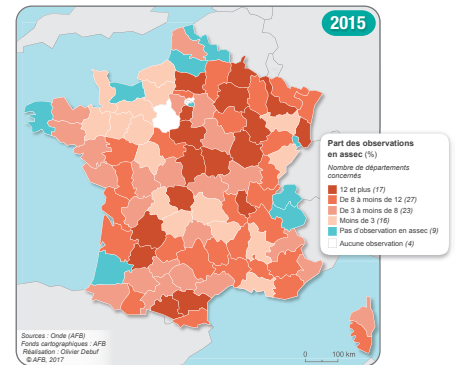 2015
Part des observations
en assec (%)
Nombre de départements
concernés
12 et plus (17)
De 8 à moins de 12 (27)
De 3 à moins de 8 (23)
Moins de 3 (16)
Pas d'observation en assec (9)
Aucune observation (4)
Sources : Onde (AFB)
Fonds cartographiques : AFB
Réalisation : Olivier Debuf
© AFB, 2017
0 100 km